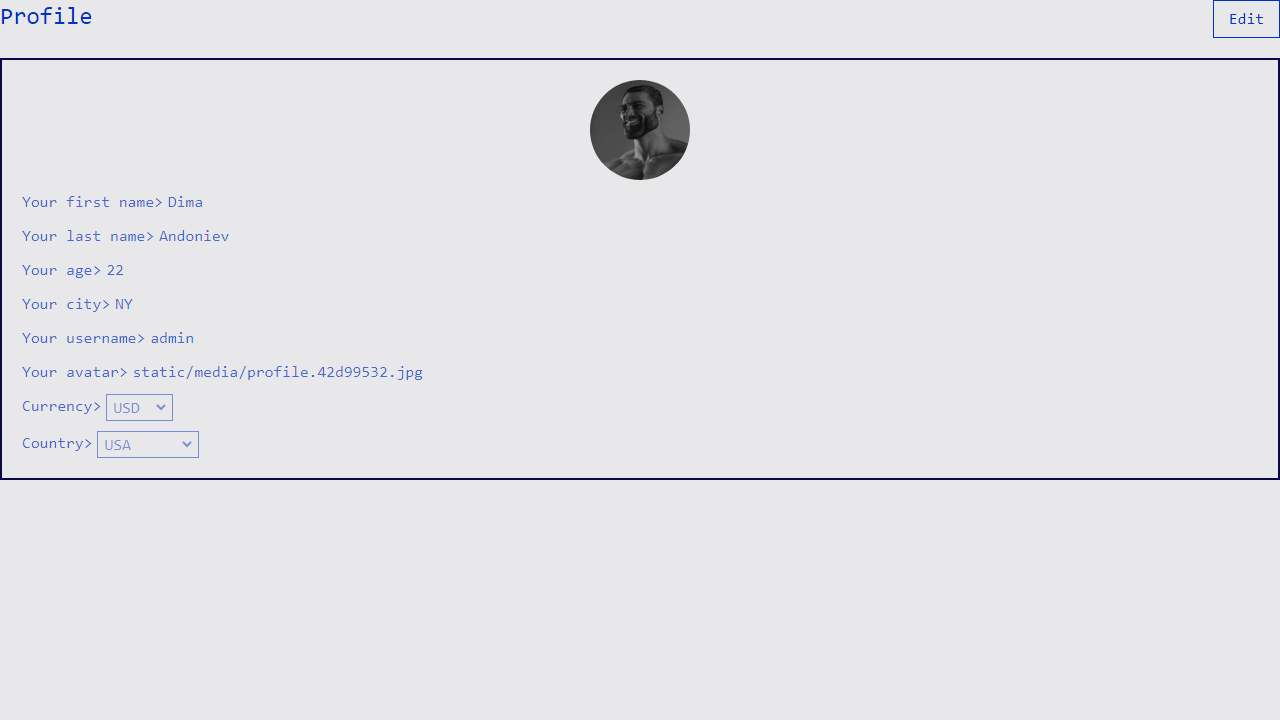 Profile
Edit
Your first name> Dima
Your last name> Andoniev
Your age> 22
Your city> NY
Your username> admin
Your avatar> static/media/profile.42d99532.jpg
Currency> USD
Country> USA